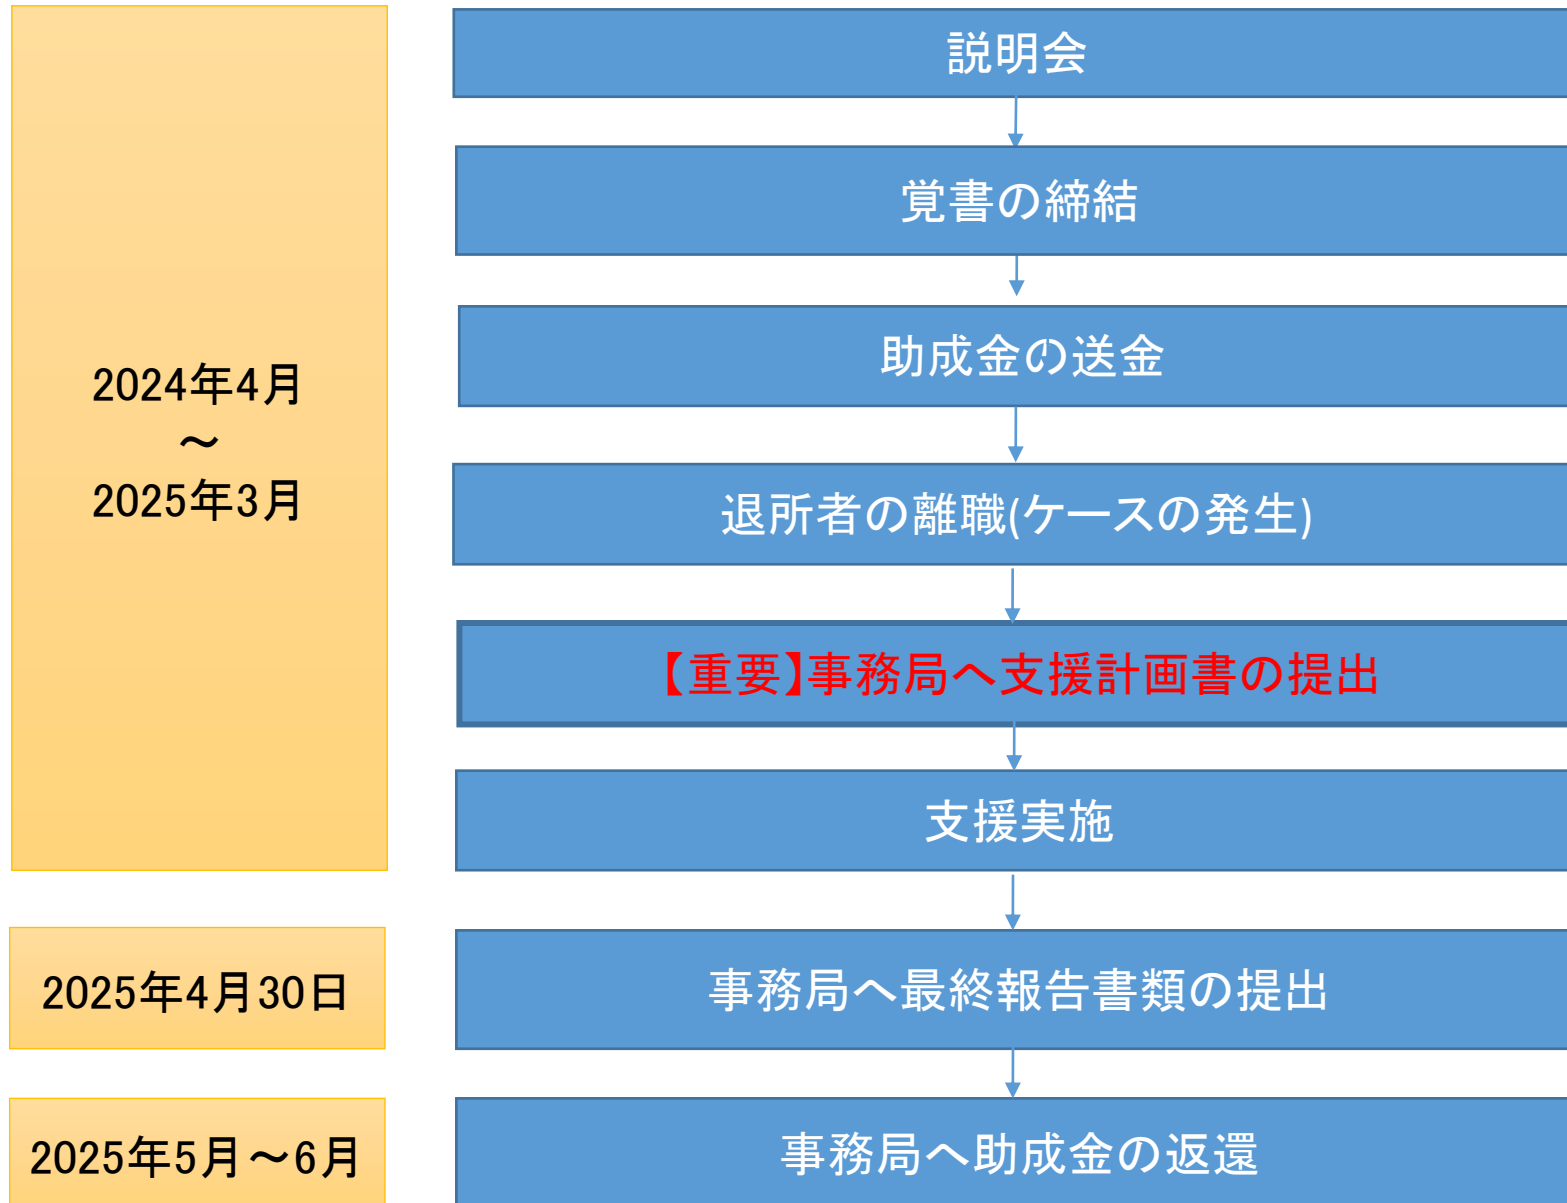 説明会
覚書の締結
助成金の送金
2024年4月
～
2025年3月
退所者の離職(ケースの発生)
【重要】事務局へ支援計画書の提出
支援実施
2025年4月30日
事務局へ最終報告書類の提出
2025年5月～6月
事務局へ助成金の返還